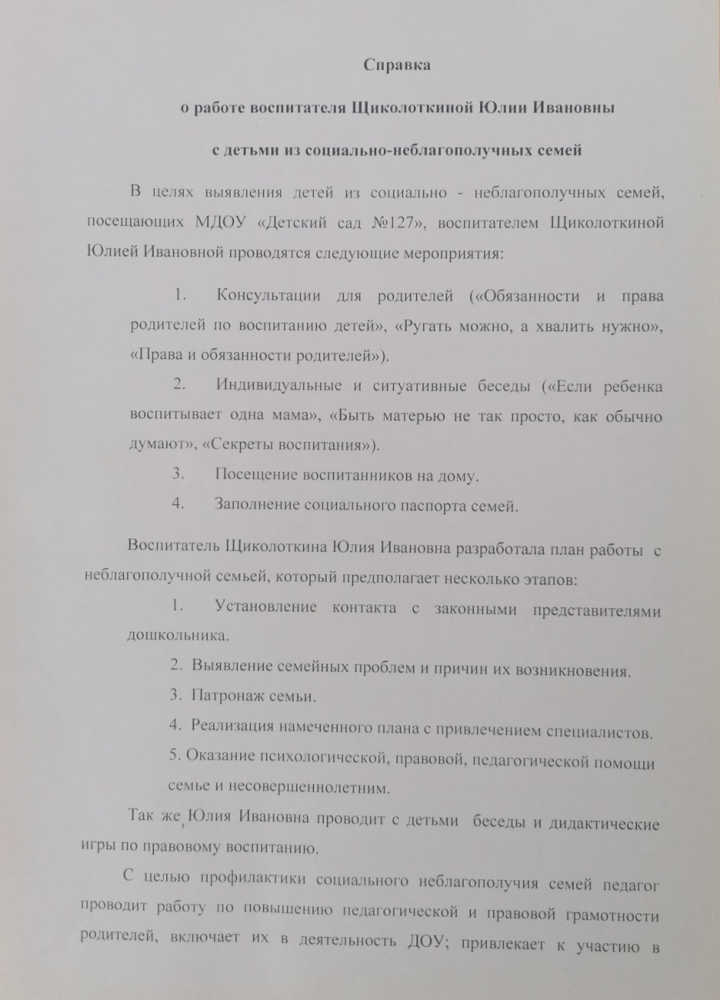 Справка
о работе воспитателя Щиколоткиной Юлии Ивановны
с детьми из социально-неблагополучных семей
В целях выявления детей из социально - неблагополучных семей,
посещающих МДОУ «Детский сад №127», воспитателем Щиколоткиной
Юлией Ивановной проводятся следующие мероприятия:
1. Консультации для родителей («Обязанности и права
родителей по воспитанию детей», «Ругать можно, а хвалить нужно»,
«Права и обязанности родителей»).
2. Индивидуальные и ситуативные беседы («Если ребенка
воспитывает одна мама», «Быть матерью не так просто, как обычно
думают», «Секреты воспитания»).
3. Посещение воспитанников на дому.
4. Заполнение социального паспорта семей.
Воспитатель Щиколоткина Юлия Ивановна разработала план работы с
неблагополучной семьей, который предполагает несколько этапов:
1. Установление контакта с законными представителями
дошкольника.
2. Выявление семейных проблем и причин их возникновения.
3. Патронаж семьи.
4. Реализация намеченного плана с привлечением специалистов.
5. Оказание психологической, правовой, педагогической помощи
семье и несовершеннолетним.
Так же, Юлия Ивановна проводит с детьми беседы и дидактические
игры по правовому воспитанию.
С целью профилактики социального неблагополучия семей педагог
проводит работу по повышению педагогической и правовой грамотности
родителей, включает их в деятельность ДОУ; привлекает к участию в